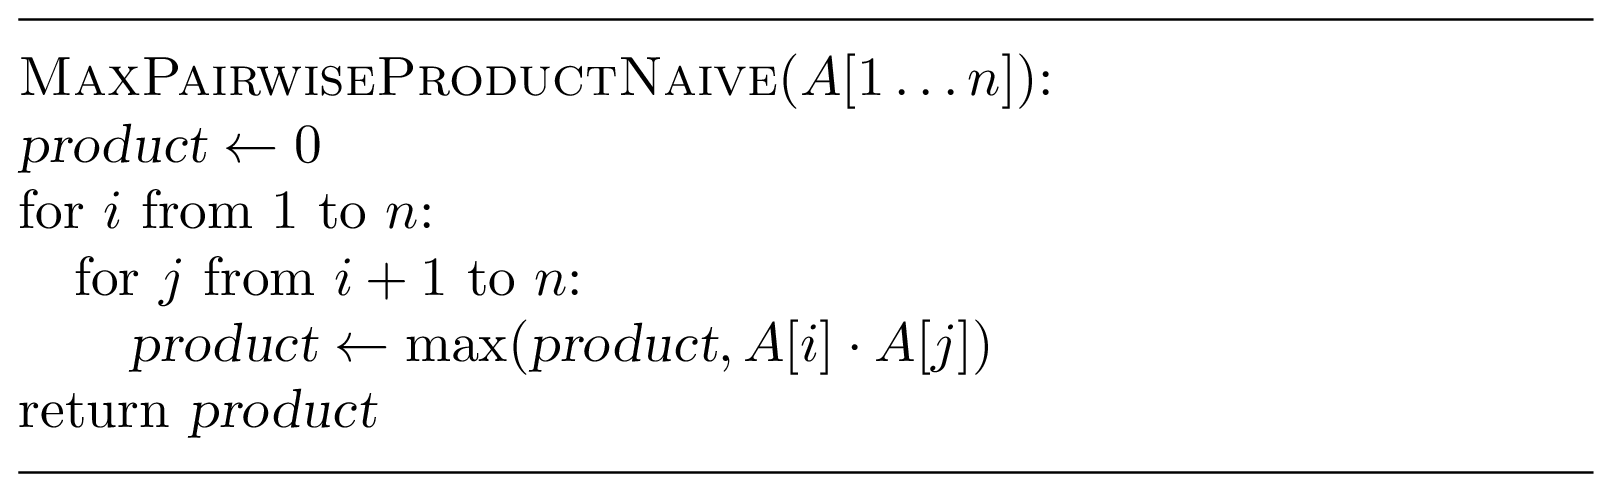 MAXPAIRWISEPRODUCTNAIVE(A[1 … n]):
product ← 0
for i from 1 to n:
for j from i + 1 to n:
product ← max(product, A[i] · A[j])
return product